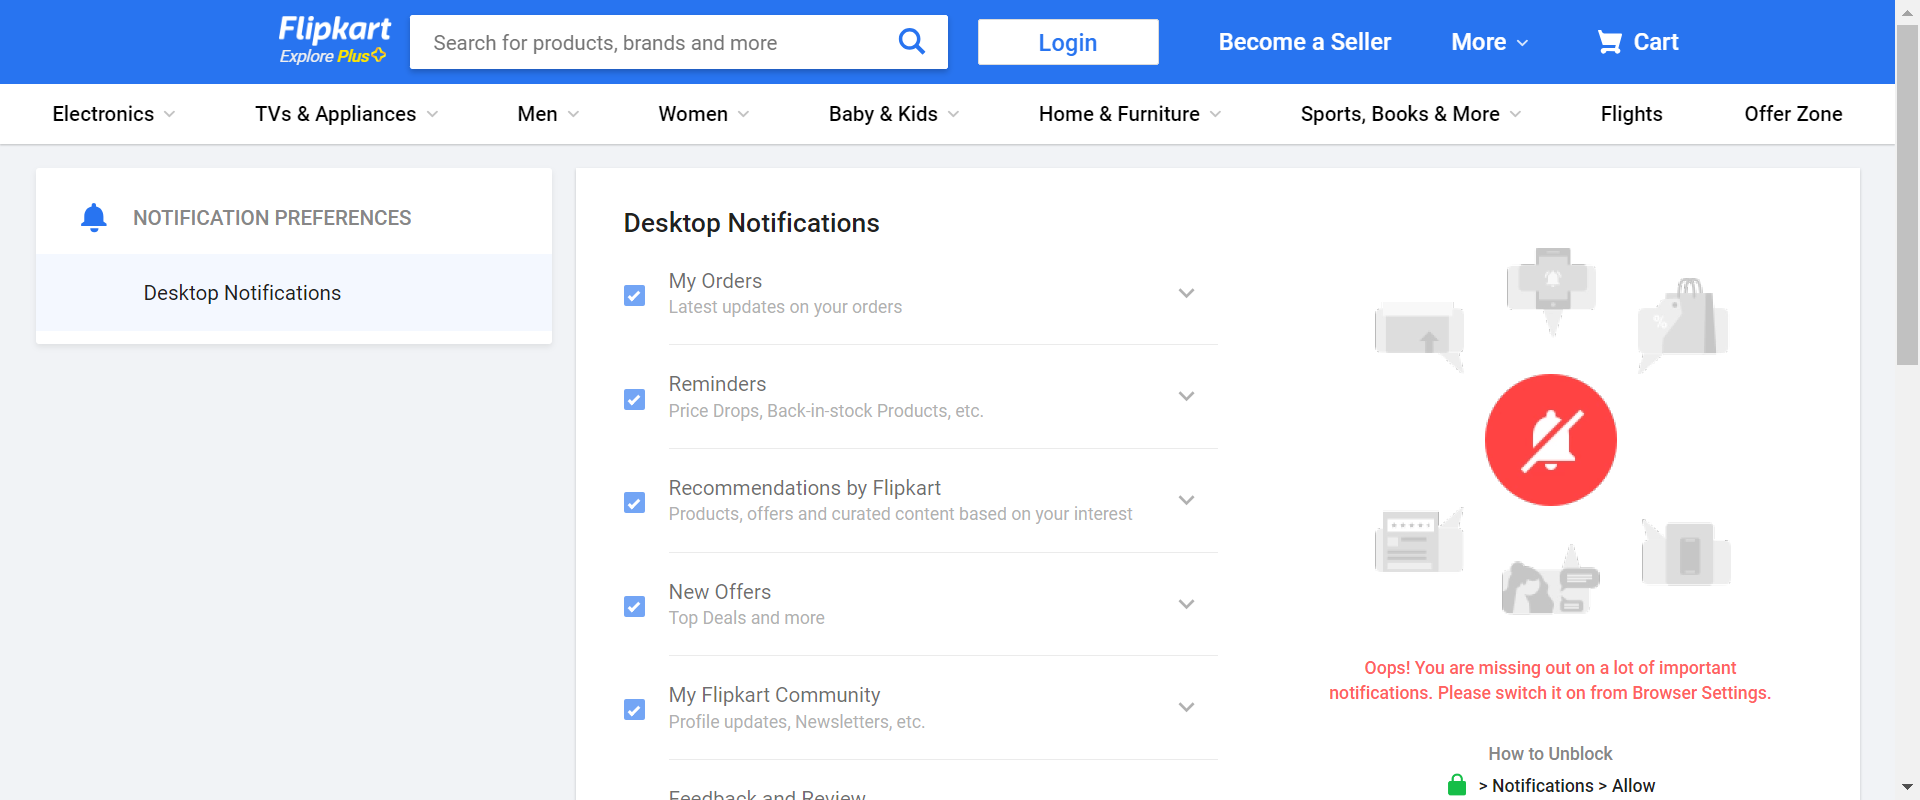 Flipkart
Explore Plus
Search for products, brands and more
Login
Become a Seller
More
Cart
Electronics
TVs & Appliances
Men
Women
Baby & Kids
Home & Furniture
Sports, Books & More
Flights
Offer Zone
NOTIFICATION PREFERENCES
Desktop Notifications
Desktop Notifications
My Orders
Latest updates on your orders
Reminders
Price Drops, Back-in-stock Products, etc.
Recommendations by Flipkart
Products, offers and curated content based on your interest
New Offers
Top Deals and more
My Flipkart Community
Profile updates, Newsletters, etc.
Feedback and Review
%
Oops! You are missing out on a lot of important
notifications. Please switch it on from Browser Settings.
How to Unblock
> Notifications > Allow